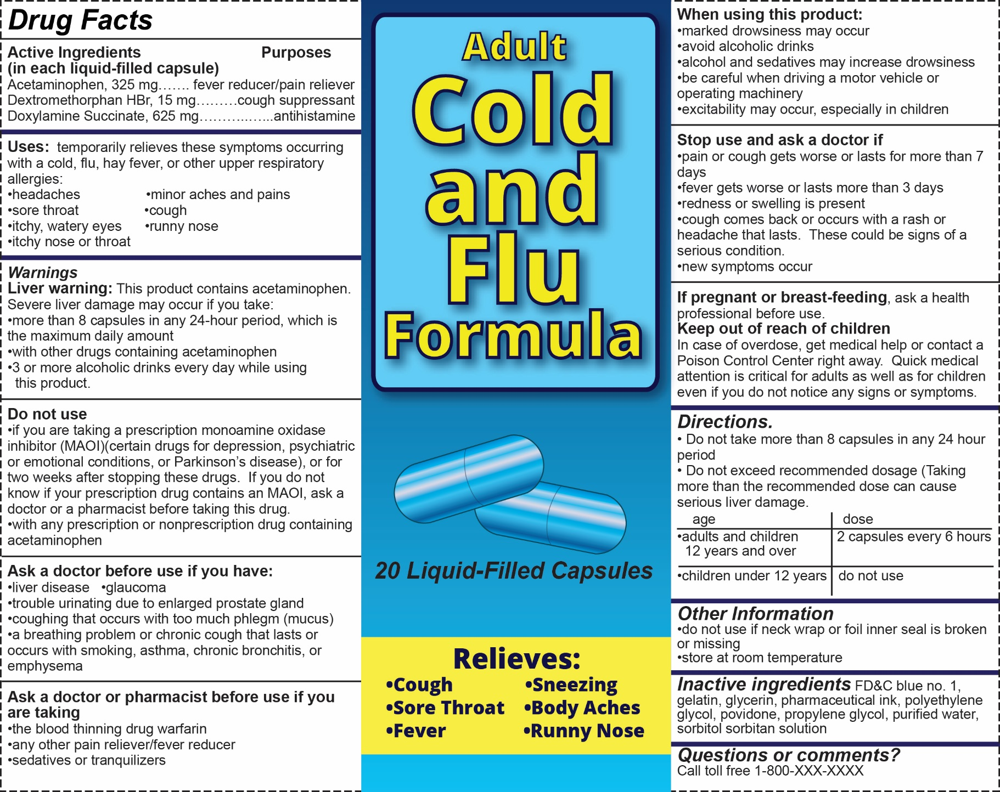 Drug Facts
Active Ingredients Purposes
(in each liquid-filled capsule)
Acetaminophen, 325 mg……. fever reducer/pain reliever
Dextromethorphan HBr, 15 mg………cough suppressant
Doxylamine Succinate, 625 mg………..…...antihistamine
Uses: temporarily relieves these symptoms occurring
with a cold, flu, hay fever, or other upper respiratory
allergies:
•headaches •minor aches and pains
•sore throat •cough
•itchy, watery eyes •runny nose
•itchy nose or throat
Warnings
Liver warning: This product contains acetaminophen.
Severe liver damage may occur if you take:
•more than 8 capsules in any 24-hour period, which is
the maximum daily amount
•with other drugs containing acetaminophen
•3 or more alcoholic drinks every day while using
this product.
Do not use
•if you are taking a prescription monoamine oxidase
inhibitor (MAOI)(certain drugs for depression, psychiatric
or emotional conditions, or Parkinson’s disease), or for
two weeks after stopping these drugs. If you do not
know if your prescription drug contains an MAOI, ask a
doctor or a pharmacist before taking this drug.
•with any prescription or nonprescription drug containing
acetaminophen
Ask a doctor before use if you have:
•liver disease •glaucoma
•trouble urinating due to enlarged prostate gland
•coughing that occurs with too much phlegm (mucus)
•a breathing problem or chronic cough that lasts or
occurs with smoking, asthma, chronic bronchitis, or
emphysema
Ask a doctor or pharmacist before use if you
are taking
•the blood thinning drug warfarin
•any other pain reliever/fever reducer
•sedatives or tranquilizers
Adult
Cold
and
Flu
Formula
20 Liquid-Filled Capsules
Relieves:
•Cough •Sneezing
•Sore Throat •Body Aches
•Fever •Runny Nose
When using this product:
•marked drowsiness may occur
•avoid alcoholic drinks
•alcohol and sedatives may increase drowsiness
•be careful when driving a motor vehicle or
operating machinery
•excitability may occur, especially in children
Stop use and ask a doctor if
•pain or cough gets worse or lasts for more than 7
days
•fever gets worse or lasts more than 3 days
•redness or swelling is present
•cough comes back or occurs with a rash or
headache that lasts. These could be signs of a
serious condition.
•new symptoms occur
If pregnant or breast-feeding, ask a health
professional before use.
Keep out of reach of children
In case of overdose, get medical help or contact a
Poison Control Center right away. Quick medical
attention is critical for adults as well as for children
even if you do not notice any signs or symptoms.
Directions.
• Do not take more than 8 capsules in any 24 hour
period
• Do not exceed recommended dosage (Taking
more than the recommended dose can cause
serious liver damage.
age dose
•adults and children 2 capsules every 6 hours
12 years and over
•children under 12 years do not use
Other Information
•do not use if neck wrap or foil inner seal is broken
or missing
•store at room temperature
Inactive ingredients FD&C blue no. 1,
gelatin, glycerin, pharmaceutical ink, polyethylene
glycol, povidone, propylene glycol, purified water,
sorbitol sorbitan solution
Questions or comments?
Call toll free 1-800-XXX-XXXX